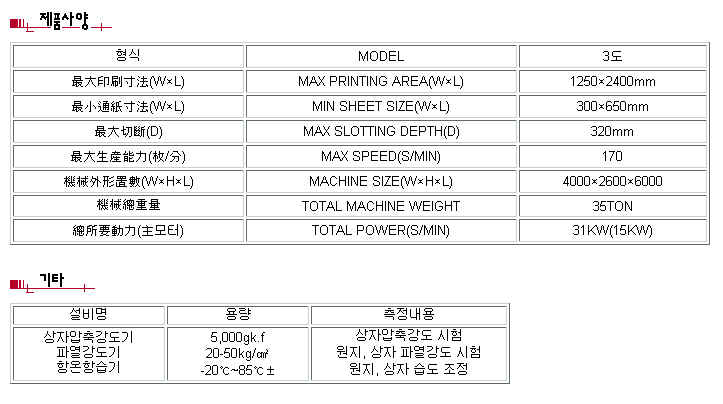 제품사양
형식 MODEL 3도
最大印刷寸法(W×L) MAX PRINTING AREA(W×L) 1250×2400mm
最小通紙寸法(W×L) MIN SHEET SIZE(W×L) 300×650mm
最大切斷(D) MAX SLOTTING DEPTH(D) 320mm
最大生産能力(枚/分) MAX SPEED(S/MIN) 170
機械外形置數(W×H×L) MACHINE SIZE(W×H×L) 4000×2600×6000
機械總重量 TOTAL MACHINE WEIGHT 35TON
總所要動力(主모터) TOTAL POWER(S/MIN) 31KW(15KW)
기타
설비명 용량 측정내용
상자압축강도기 5,000gk.f 상자압축강도 시험
파열강도기 20-50kg/㎠ 원지, 상자 파열강도 시험
항온항습기 -20℃~85℃± 원지, 상자 습도 조정